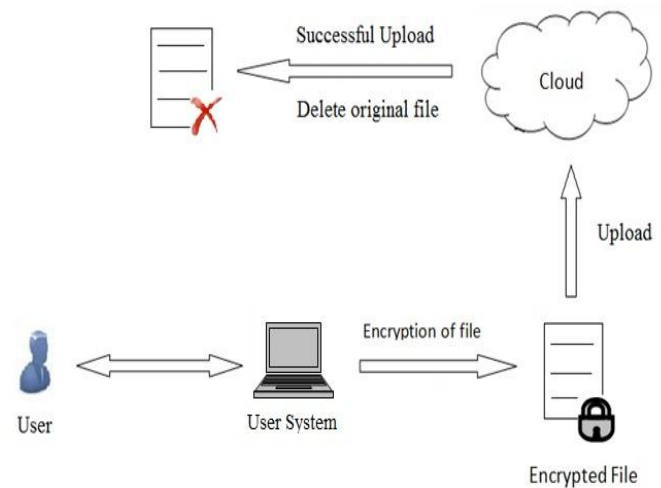 Successful Upload
Delete original file
Cloud
Upload
Encryption of file
User
User System
Encrypted File